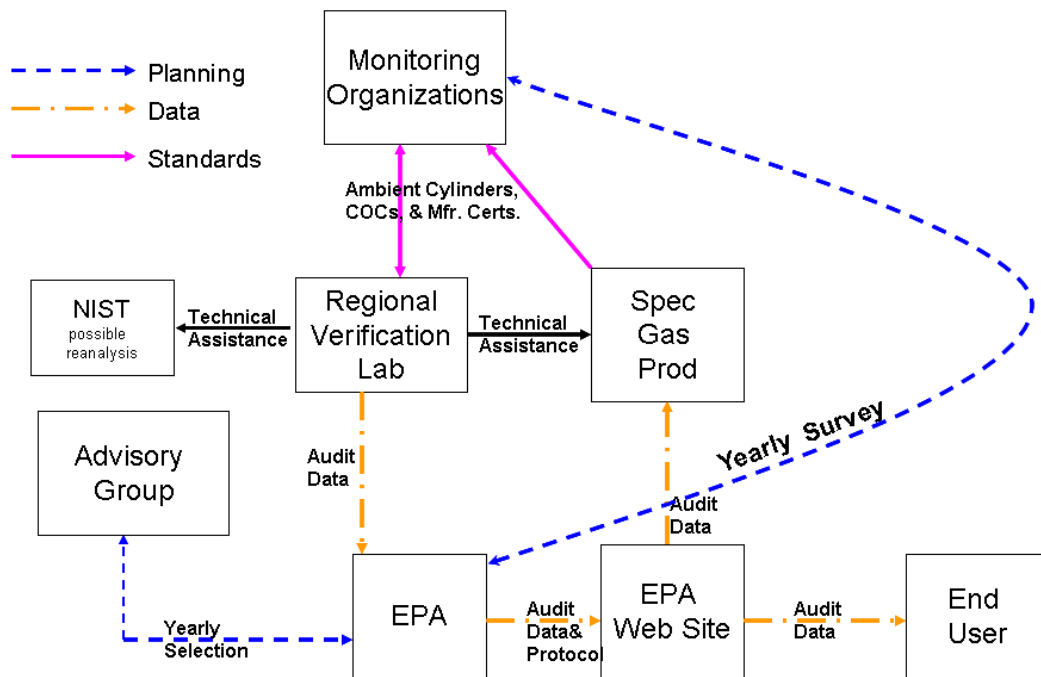 Planning
Data
Standards
Monitoring
Organizations
Ambient Cylinders,
COCs, & Mfr. Certs.
NIST
possible
reanalysis
Technical
Assistance
Regional
Verification
Lab
Technical
Assistance
Spec
Gas
Prod
Advisory
Group
Audit
Data
Yearly Survey
Audit
Data
Yearly
Selection
EPA
Audit
Data&
Protocol
EPA
Web Site
Audit
Data
End
User